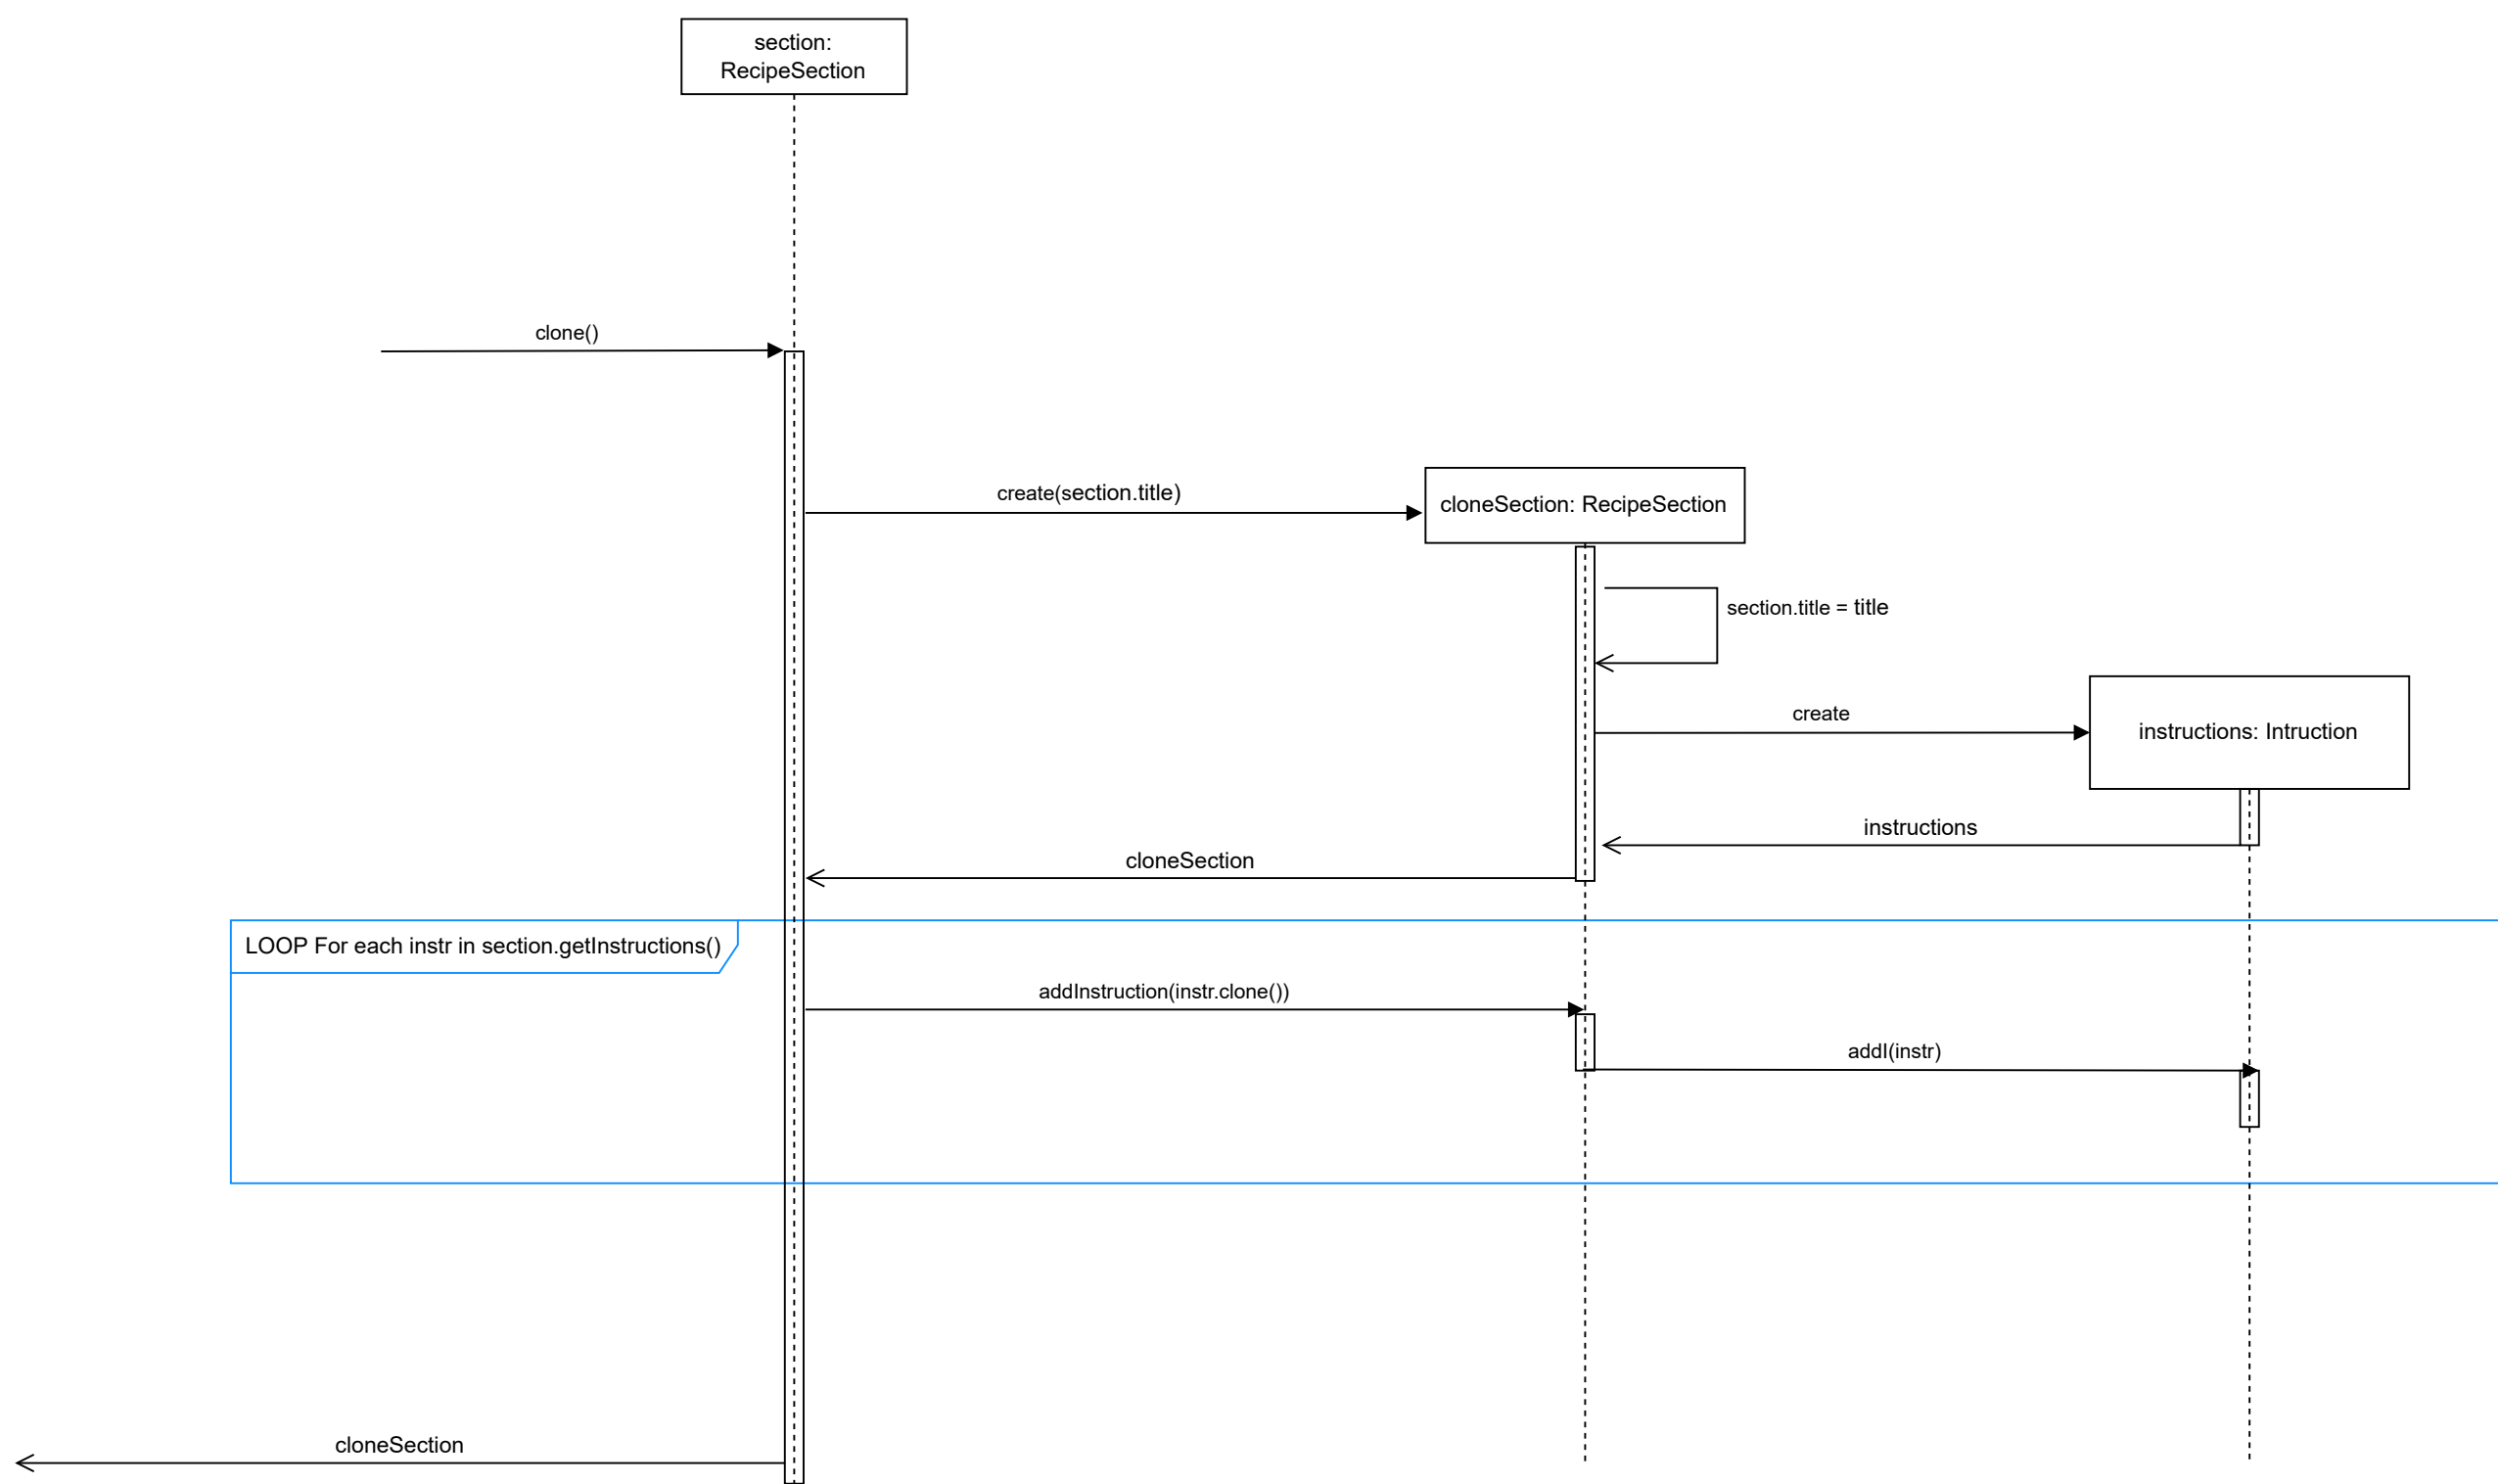 section:
RecipeSection
clone()
create(section.title)
cloneSection: RecipeSection
section.title = title
create
instructions: Intruction
instructions
cloneSection
LOOP For each instr in section.getInstructions()
addInstruction(instr.clone())
addI(instr)
cloneSection